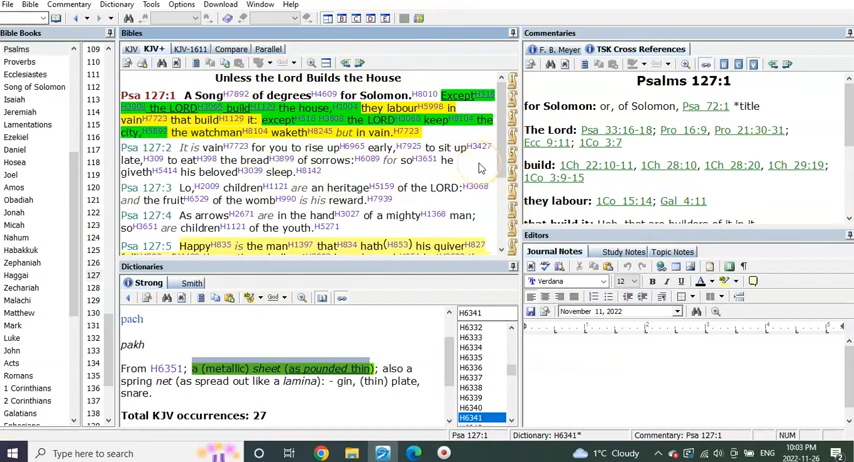 File View Dictionary Tools Options Download Window Help
Bible Books
Psalms
Proverbs
Ecclesiastes
Song of Solomon
Isaiah
Jeremiah
Lamentations
Ezekiel
Daniel
Hosea
Joel
Amos
Obadiah
Jonah
Micah
Nahum
Habakkuk
Zephaniah
Haggai
Zechariah
Malachi
Matthew
Mark
Luke
John
Acts
Romans
1 Corinthians
2 Corinthians
Galatians
109
110
111
112
113
114
115
116
117
118
119
120
121
122
123
124
125
126
127
128
129
130
131
132
133
134
135
136
137
138
Bibles
KJV KJV+ KJV-1611 Compare Parallel
Unless the Lord Builds the House
Psa 127:1 A Song H7892 of degrees H4609 for Solomon. H8010 Except H518
H3808 the LORD H3068 build H1129 the house, H1004 they labour H5998 in
vain H7723 that build H1129 it: except H518 H3808 the LORD H3068 keep H8104 the
city, H5892 the watchman H8104 waketh H8245 but in vain. H7723
Psa 127:2 It is vain H7723 for you to rise up H6965 early, H7925 to sit up H3427
late, H309 to eat H398 the bread H3899 of sorrows: H6089 for so H3651 he
giveth H5414 his beloved H3039 sleep. H8142
Psa 127:3 Lo, H2009 children H1121 are an heritage H5159 of the LORD: H3068
and the fruit H6529 of the womb H990 is his reward. H7939
Psa 127:4 As arrows H2671 are in the hand H3027 of a mighty H1368 man;
so H3651 are children H1121 of the youth. H5271
Psa 127:5 Happy H835 is the man H1397 that H834 hath (H853) his quiver H827
Dictionaries
Strong Smith
pach
pakh
From H6351; a (metallic) sheet (as pounded thin); also a
spring net (as spread out like a lamina): - gin, (thin) plate,
snare.
Total KJV occurrences: 27
H6341
H6332
H6333
H6334
H6335
H6336
H6337
H6338
H6339
H6340
H6341
Commentaries
F. B. Meyer TSK Cross References
Psalms 127:1
for Solomon: or, of Solomon, Psa 72:1 *title
The Lord: Psa 33:16-18; Pro 16:9, Pro 21:30-31;
Ecc 9:11; 1Co 3:7
build: 1Ch 22:10-11, 1Ch 28:10, 1Ch 28:20, 1Ch 29:19;
1Co 3:9-15
they labour: 1Co 15:14; Gal 4:11
that build it: Heb. that are builders of it in it
Editors
Journal Notes Study Notes Topic Notes
Verdana 12
November 11, 2022
1 2 3 4 5
Psa 127:1 Dictionary: H6341* Commentary: Psa 127:1 NUM
Type here to search
1°C Cloudy
ENG
10:03 PM
2022-11-26
2